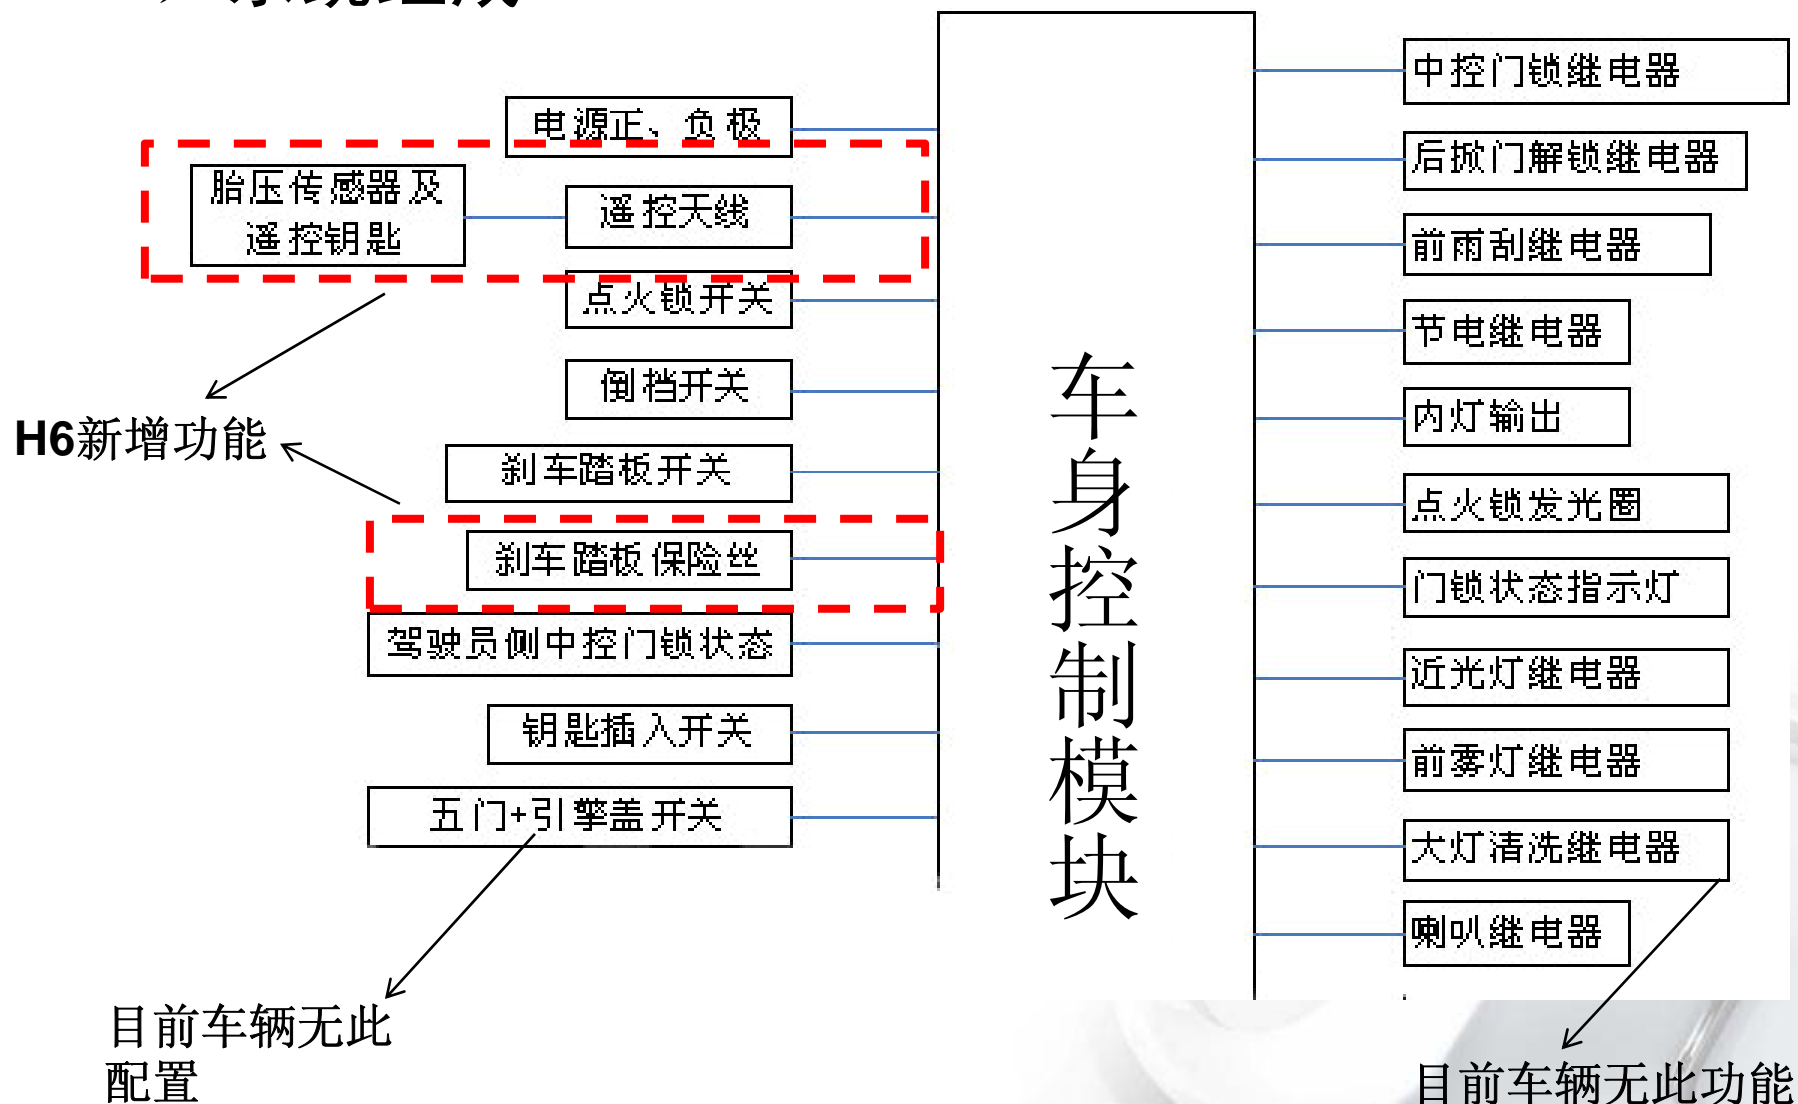 系统组成
电源正、负极
胎压传感器及
遥控钥匙
遥控天线
点火锁开关
倒档开关
H6新增功能
刹车踏板开关
刹车踏板保险丝
驾驶员侧中控门锁状态
钥匙插入开关
五门+引擎盖开关
目前车辆无此
配置
车身控制模块
中控门锁继电器
后掀门解锁继电器
前雨刮继电器
节电继电器
内灯输出
点火锁发光圈
门锁状态指示灯
近光灯继电器
前雾灯继电器
大灯清洗继电器
喇叭继电器
目前车辆无此功能